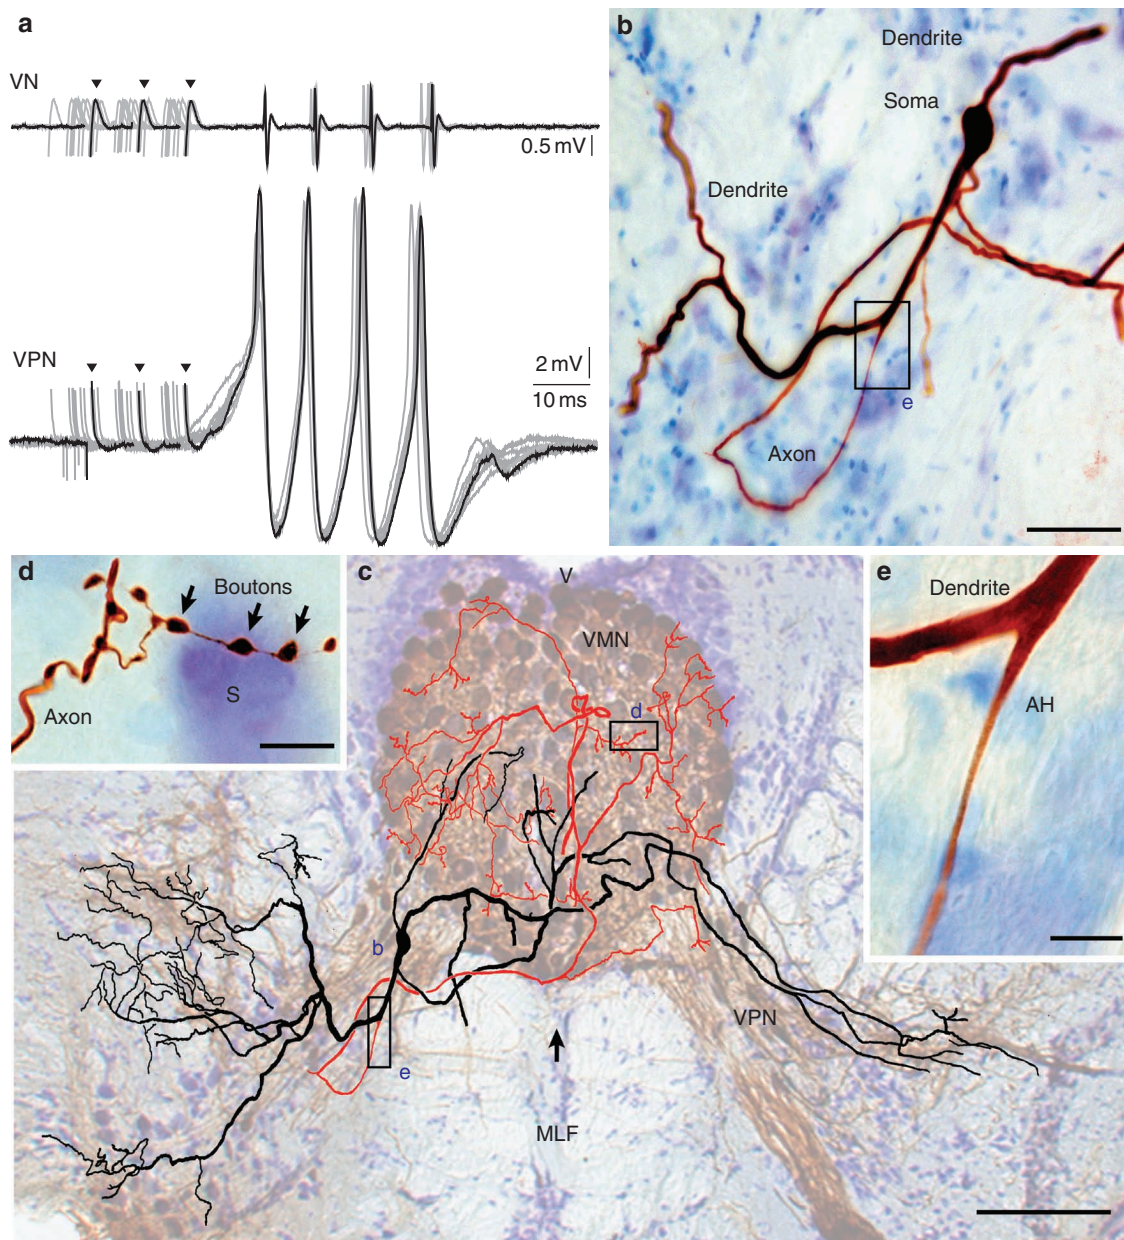 a
VN
0.5 mV
VPN
2 mV
10 ms
b
Dendrite
Soma
Dendrite
e
Axon
d
Boutons
S
Axon
c
V
VMN
d
b
e
VPN
MLF
e
Dendrite
AH